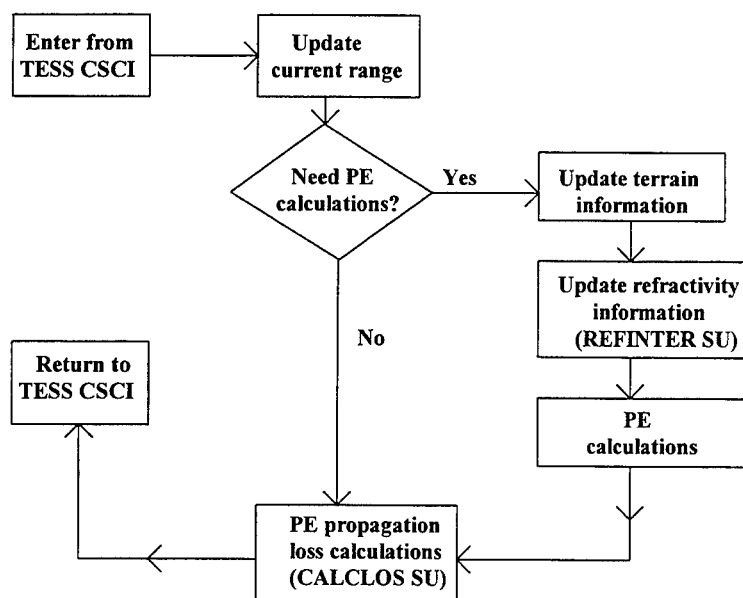 Enter from
TESS CSCI
Update
current range
Need PE
calculations?
Yes
Update terrain
information
Update refractivity
information
(REFINTER SU)
No
Return to
TESS CSCI
PE
calculations
PE propagation
loss calculations
(CALCLOS SU)